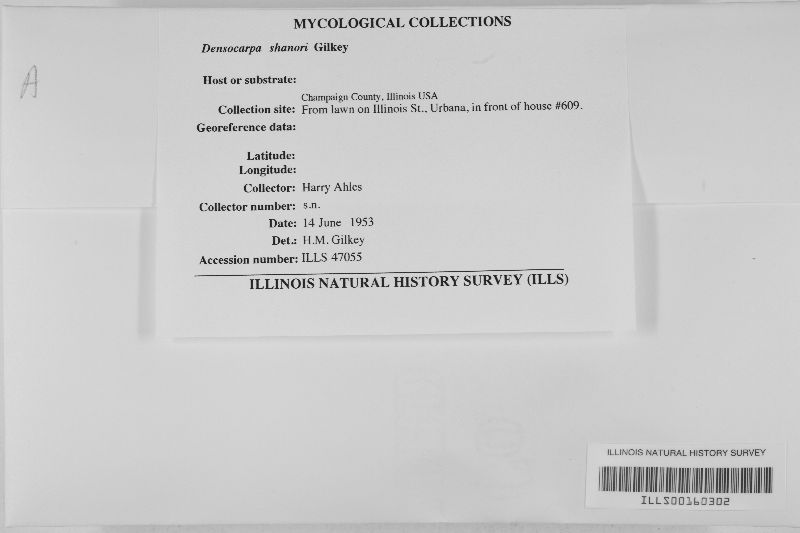 MYCOLOGICAL COLLECTIONS
Densocarpa shanori Gilkey
A
Host or substrate:
Champaign County, Illinois USA
Collection site: From lawn on Illinois St., Urbana, in front of house #609.
Georeference data:
Latitude:
Longitude:
Collector: Harry Ahles
Collector number: s.n.
Date: 14 June 1953
Det.: H.M. Gilkey
Accession number: ILLS 47055
ILLINOIS NATURAL HISTORY SURVEY (ILLS)
ILLINOIS NATURAL HISTORY SURVEY
ILLS00160302